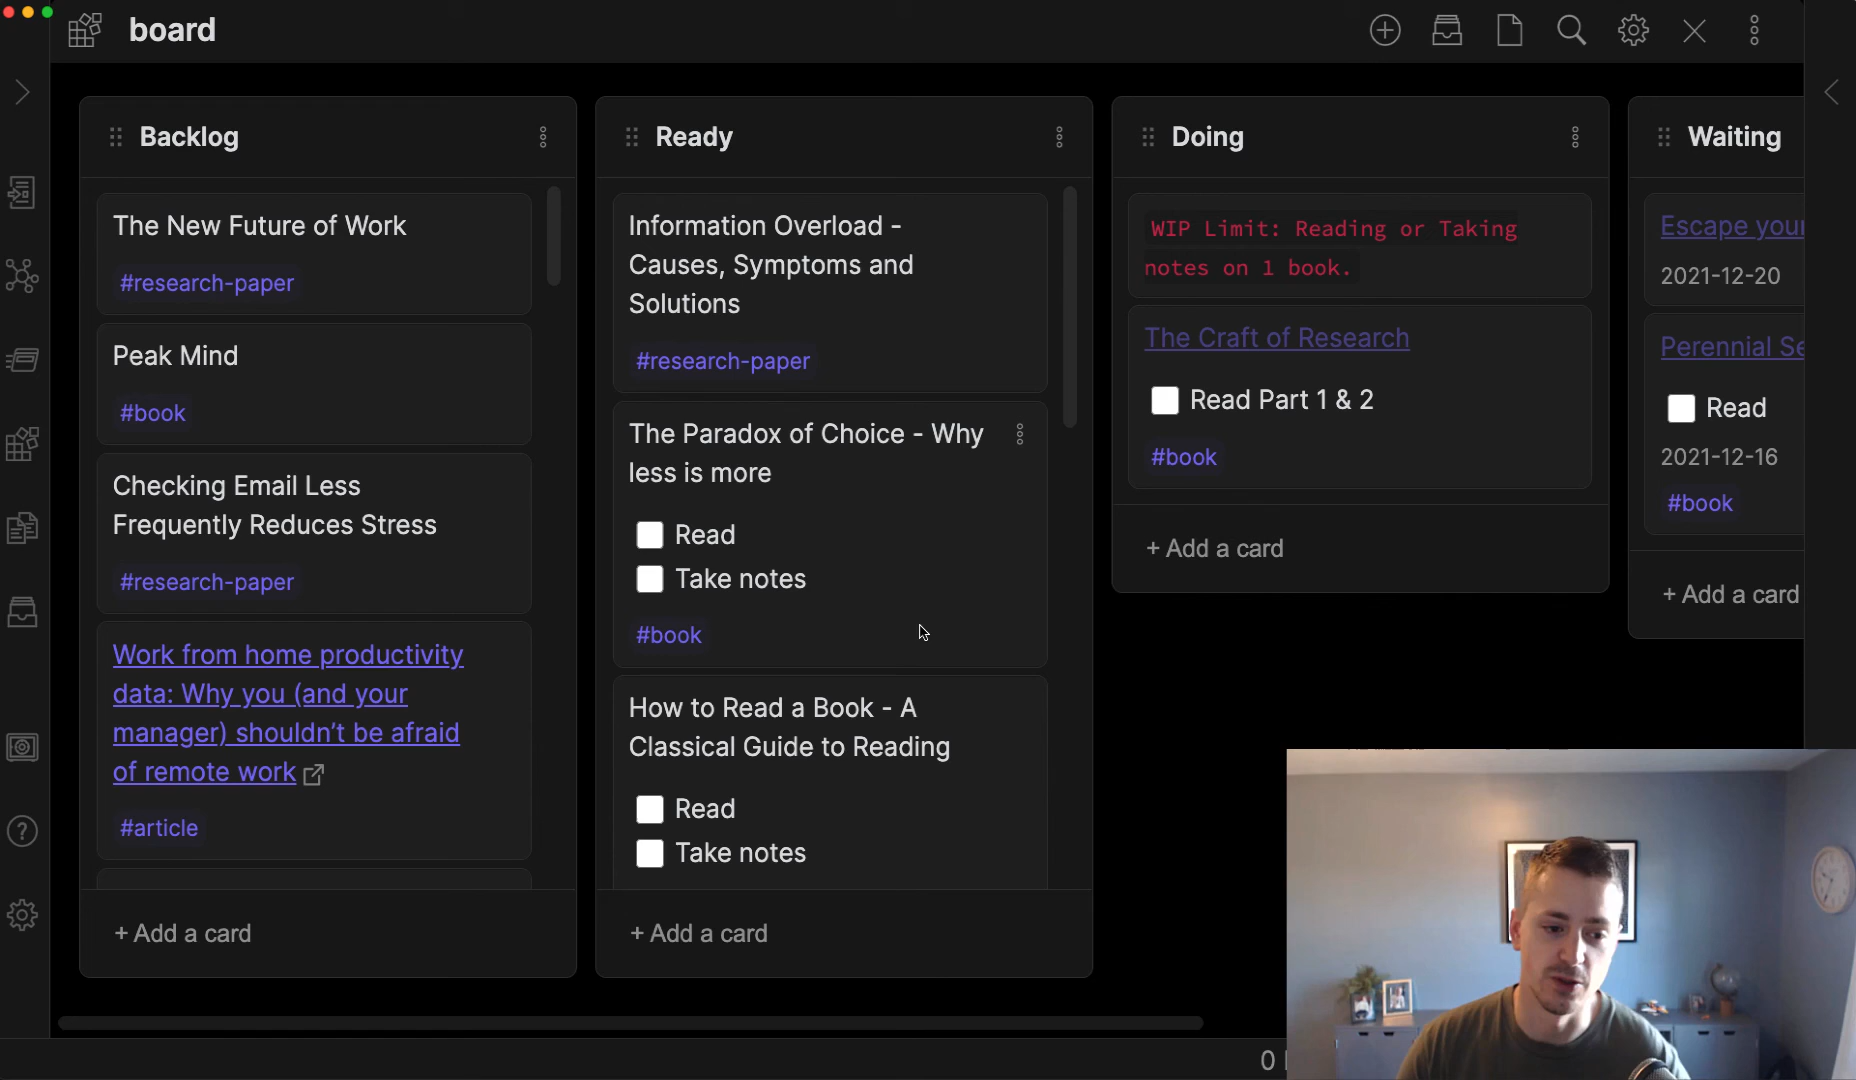 board
Backlog
The New Future of Work
#research-paper
Peak Mind
#book
Checking Email Less
Frequently Reduces Stress
#research-paper
Work from home productivity
data: Why you (and your
manager) shouldn't be afraid
of remote work
#article
+ Add a card
Ready
Information Overload -
Causes, Symptoms and
Solutions
#research-paper
The Paradox of Choice - Why
less is more
Read
Take notes
#book
How to Read a Book - A
Classical Guide to Reading
Read
Take notes
+ Add a card
Doing
WIP Limit: Reading or Taking
notes on 1 book.
The Craft of Research
Read Part 1 & 2
#book
+ Add a card
Waiting
Escape your
2021-12-20
Perennial Se
Read
2021-12-16
#book
+ Add a card
0